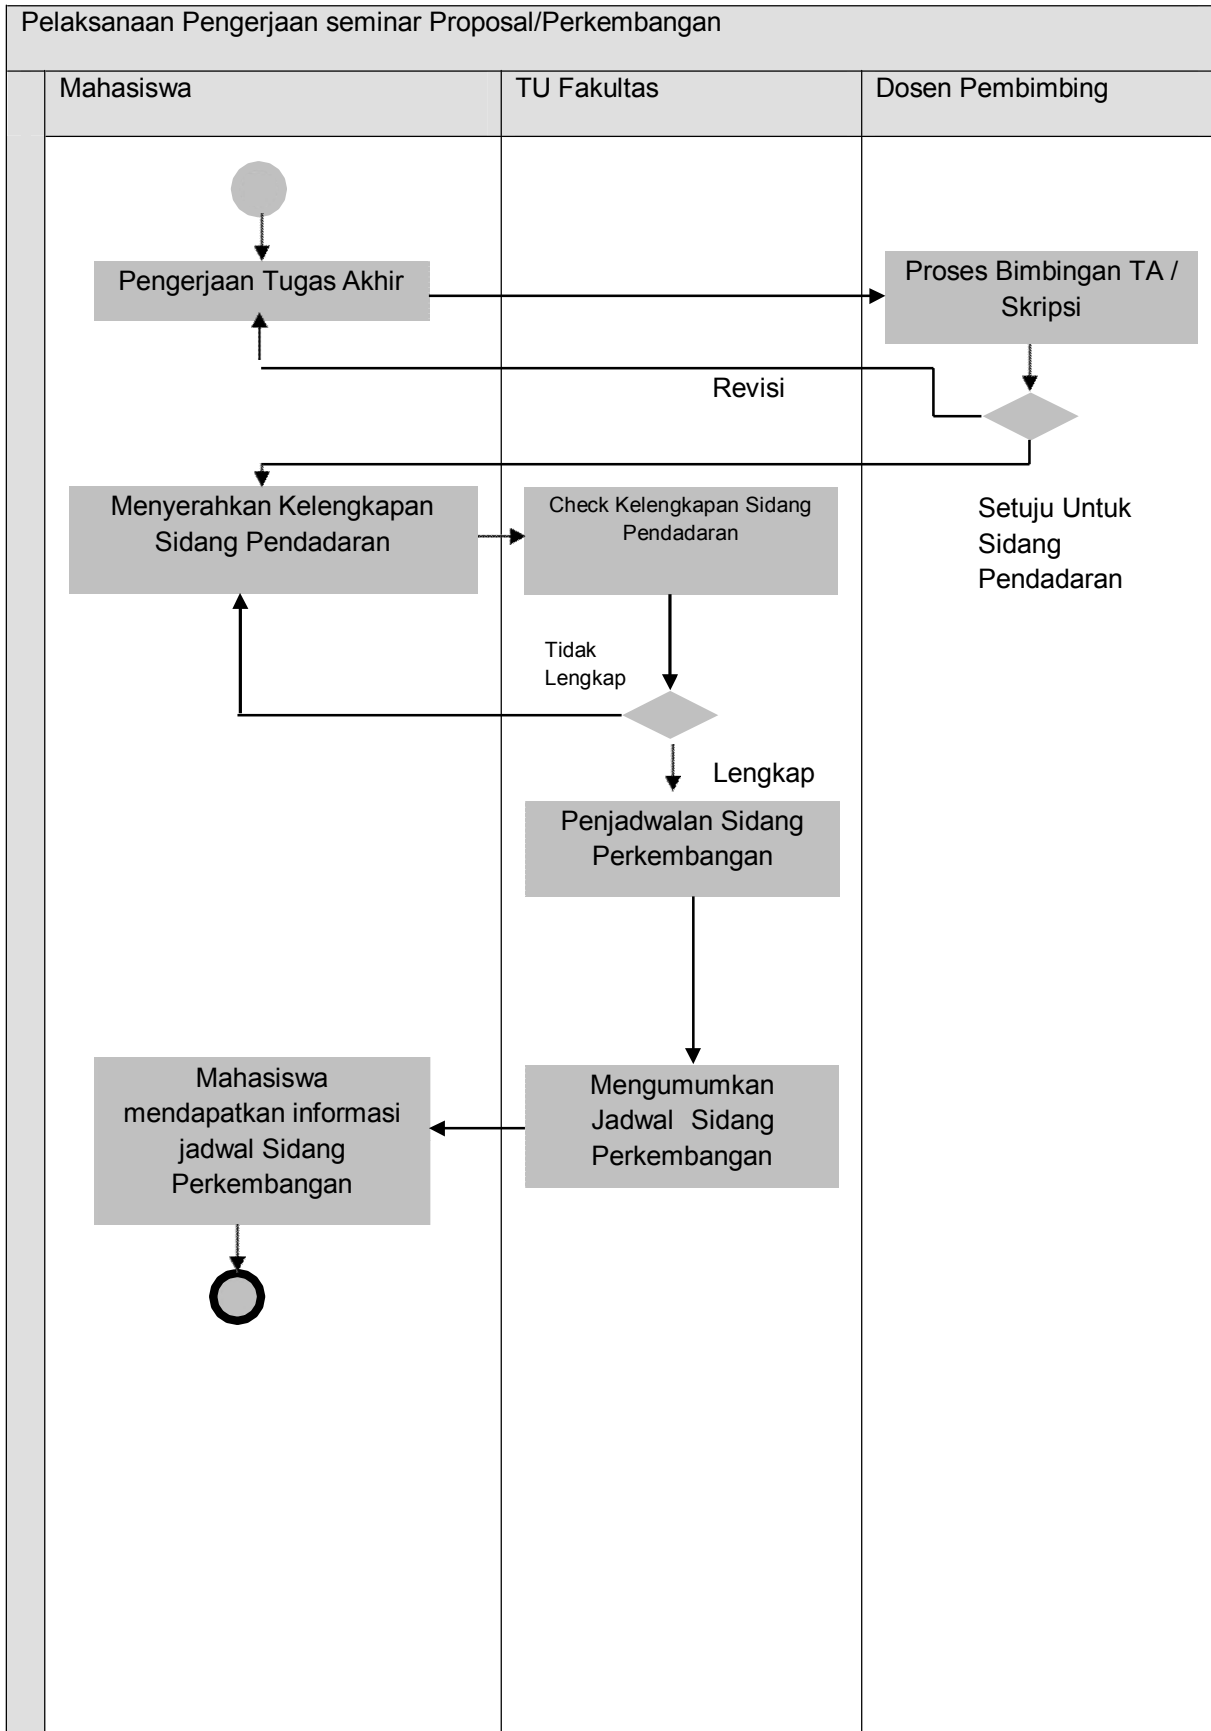 Pelaksanaan Pengerjaan seminar Proposal/Perkembangan
Mahasiswa
TU Fakultas
Dosen Pembimbing
Pengerjaan Tugas Akhir
Proses Bimbingan TA /
Skripsi
Revisi
Menyerahkan Kelengkapan
Sidang Pendadaran
Check Kelengkapan Sidang
Pendadaran
Setuju Untuk
Sidang
Pendadaran
Tidak
Lengkap
Lengkap
Penjadwalan Sidang
Perkembangan
Mengumumkan
Jadwal Sidang
Perkembangan
Mahasiswa
mendapatkan informasi
jadwal Sidang
Perkembangan